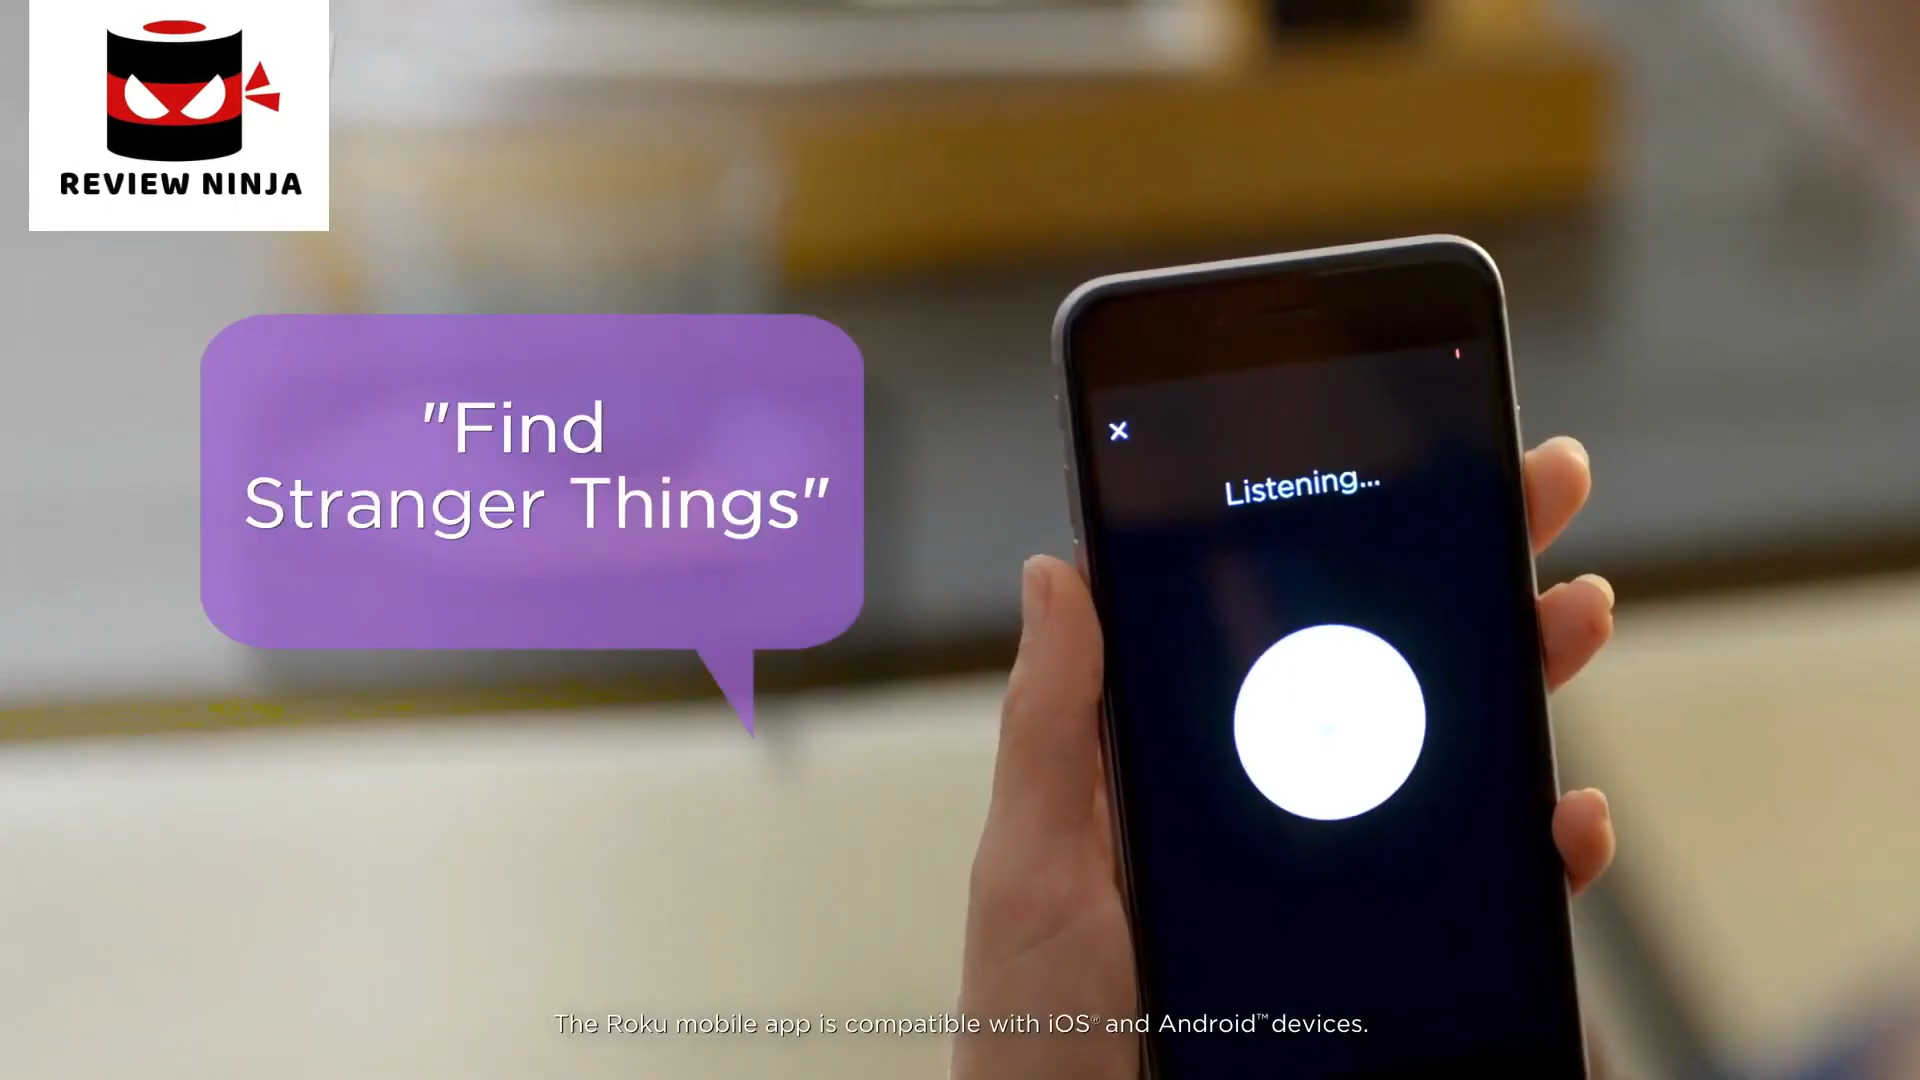 REVIEW NINJA
"Find
Stranger Things"
×
Listening...
The Roku mobile app is compatible with iOS® and Android™ devices.